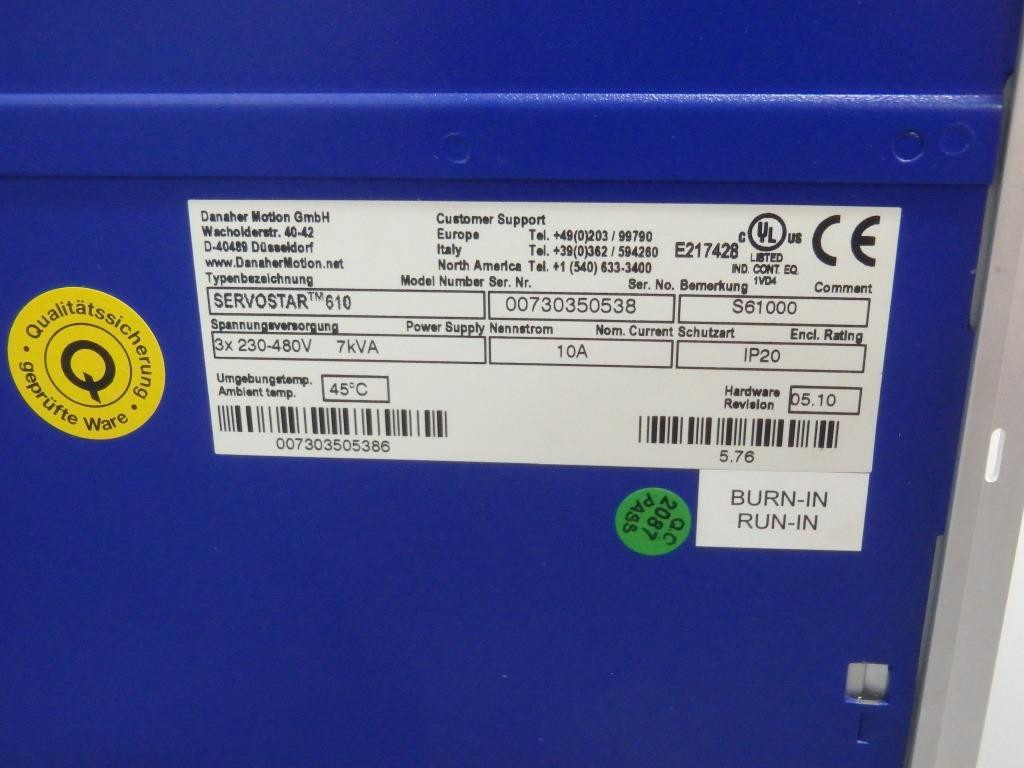 Danaher Motion GmbH
Wacholderstr. 40-42
D-40489 Düsseldorf
www.DanaherMotion.net
Customer Support
Europe Tel. +49(0)203 / 99790
Italy Tel. +39(0)362 / 594260
North America Tel. +1 (540) 633-3400
E217428
C UL US
LISTED
IND. CONT. EQ.
1VD4
CE
Typenbezeichnung Model Number Ser. Nr. Ser. No. Bemerkung Comment
SERVOSTAR™610 00730350538 S61000
Spannungsversorgung Power Supply Nennstrom Nom. Current Schutzart Encl. Rating
3x 230-480V 7kVA 10A IP20
Umgebungstemp.
Ambient temp. 45°C
Hardware
Revision 05.10
007303505386
5.76
Qualitätssicherung
Q
geprüfte Ware
Q.C
2087
PASS
BURN-IN
RUN-IN